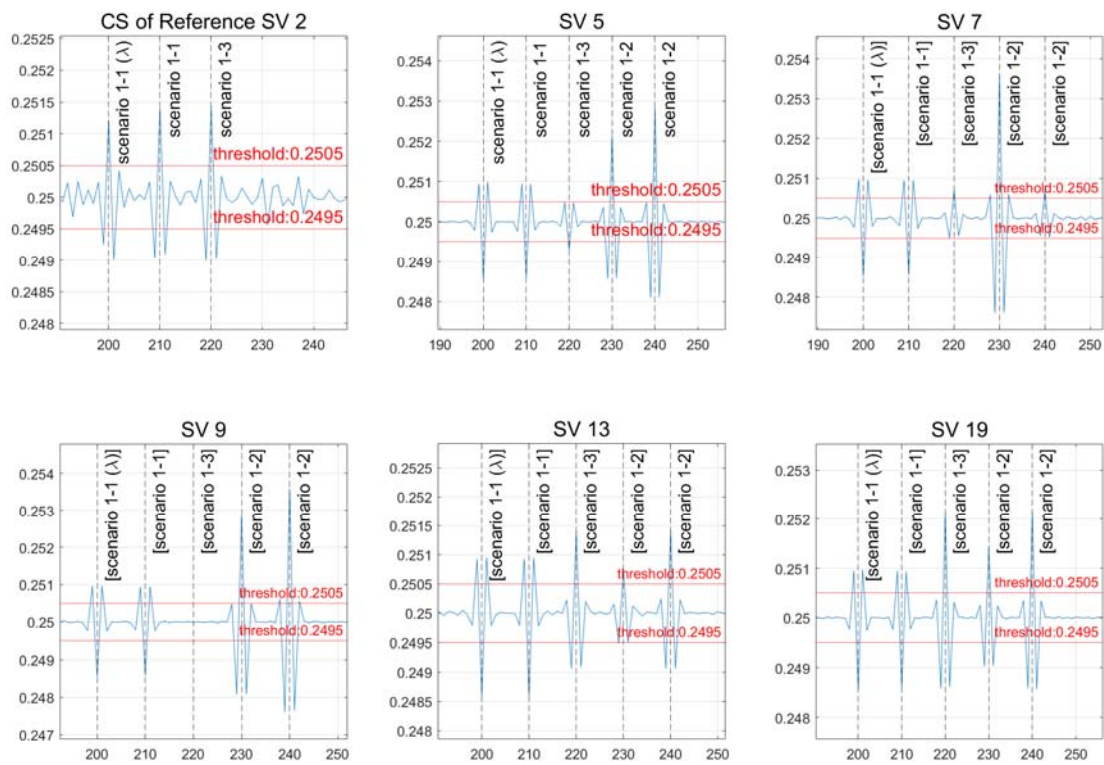 CS of Reference SV 2
0.2525
0.252
0.2515
0.251
0.2505
0.25
0.2495
0.249
0.2485
0.248
scenario 1-1 (λ)
scenario 1-1
scenario 1-3
threshold:0.2505
threshold:0.2495
200 210 220 230 240
SV 5
0.254
0.253
0.252
0.251
0.25
0.249
0.248
scenario 1-1 (λ)
scenario 1-1
scenario 1-3
scenario 1-2
scenario 1-2
threshold:0.2505
threshold:0.2495
190 200 210 220 230 240 250
SV 7
0.254
0.253
0.252
0.251
0.25
0.249
0.248
[scenario 1-1 (λ)]
[scenario 1-1]
[scenario 1-3]
[scenario 1-2]
[scenario 1-2]
threshold:0.2505
threshold:0.2495
190 200 210 220 230 240 250
SV 9
0.254
0.253
0.252
0.251
0.25
0.249
0.248
0.247
[scenario 1-1 (λ)]
[scenario 1-1]
[scenario 1-3]
[scenario 1-2]
[scenario 1-2]
threshold:0.2505
threshold:0.2495
200 210 220 230 240 250
SV 13
0.2525
0.252
0.2515
0.251
0.2505
0.25
0.2495
0.249
0.2485
0.248
[scenario 1-1 (λ)]
[scenario 1-1]
[scenario 1-3]
[scenario 1-2]
[scenario 1-2]
threshold:0.2505
threshold:0.2495
200 210 220 230 240 250
SV 19
0.253
0.252
0.251
0.25
0.249
0.248
[scenario 1-1 (λ)]
[scenario 1-1]
[scenario 1-3]
[scenario 1-2]
[scenario 1-2]
threshold:0.2505
threshold:0.2495
200 210 220 230 240 250